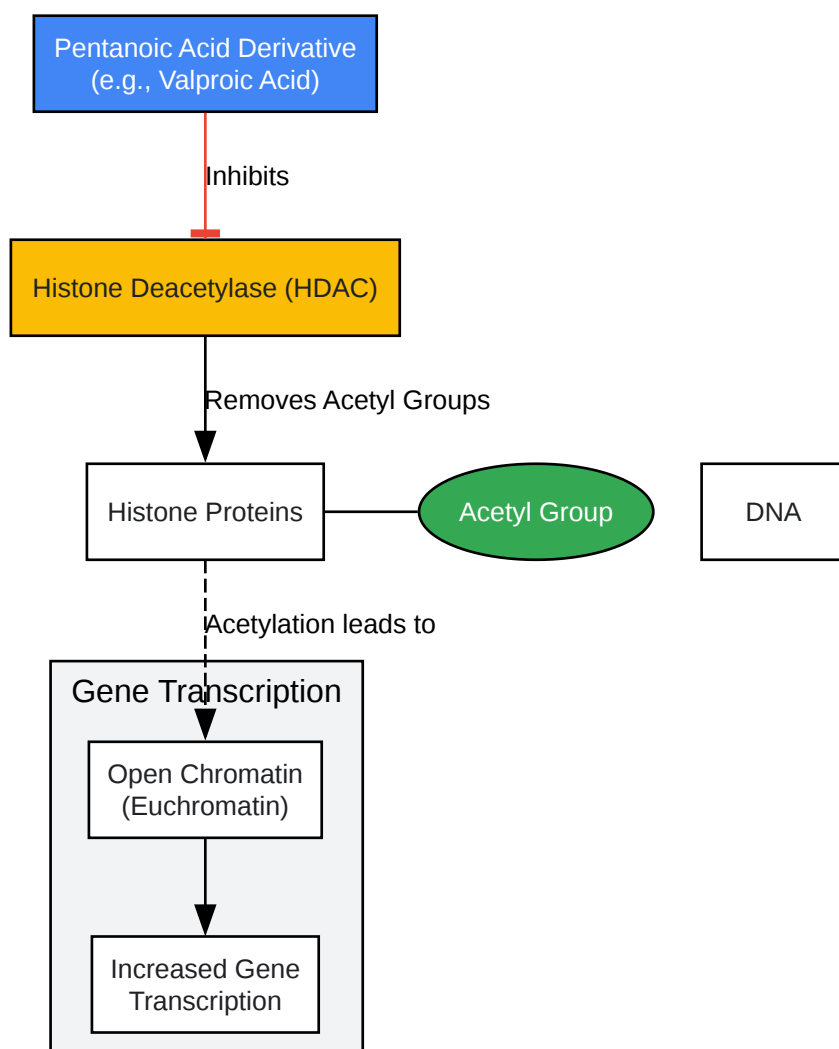 Pentanoic Acid Derivative
(e.g., Valproic Acid)
Inhibits
Histone Deacetylase (HDAC)
Removes Acetyl Groups
Histone Proteins
Acetyl Group
DNA
Acetylation leads to
Gene Transcription
Open Chromatin
(Euchromatin)
Increased Gene
Transcription